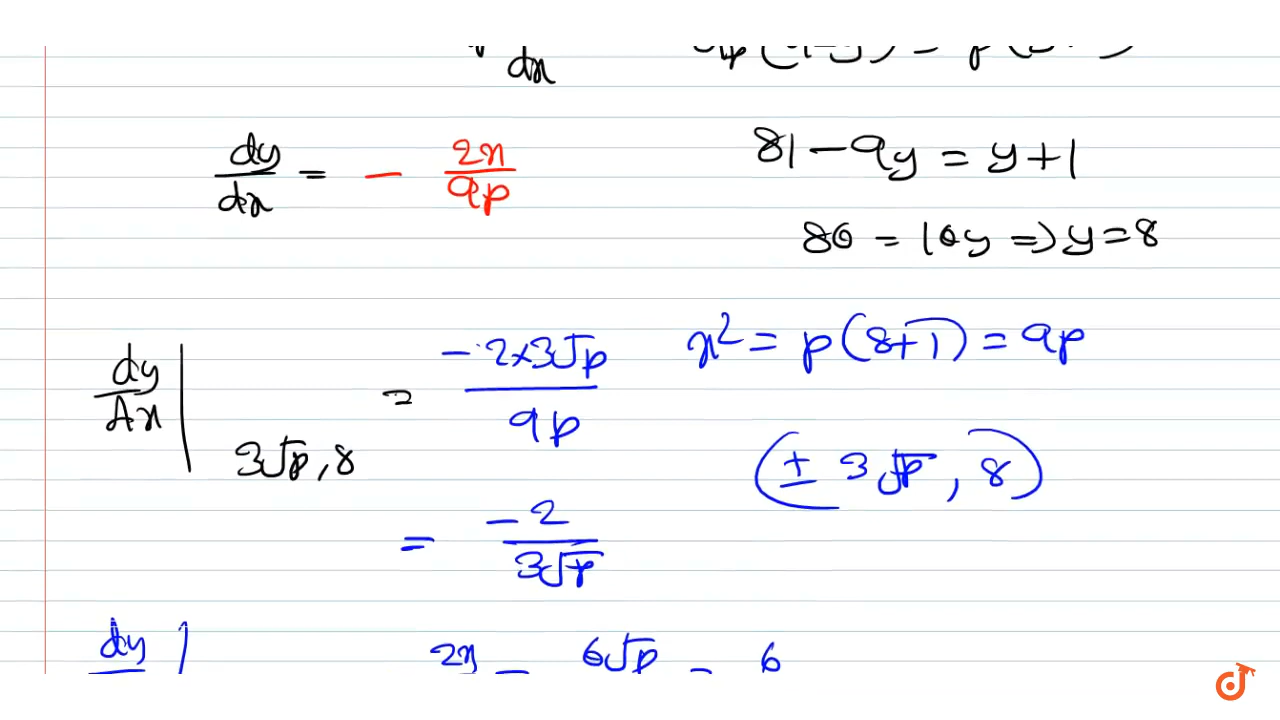 dy/dx = - 2x/9p
81 - 9y = y + 1
80 = 10y => y = 8
x² = p(8+1) = 9p
dy/dx | 3√p, 8 = -2×3√p/9p
(± 3√p, 8)
= -2/3√p